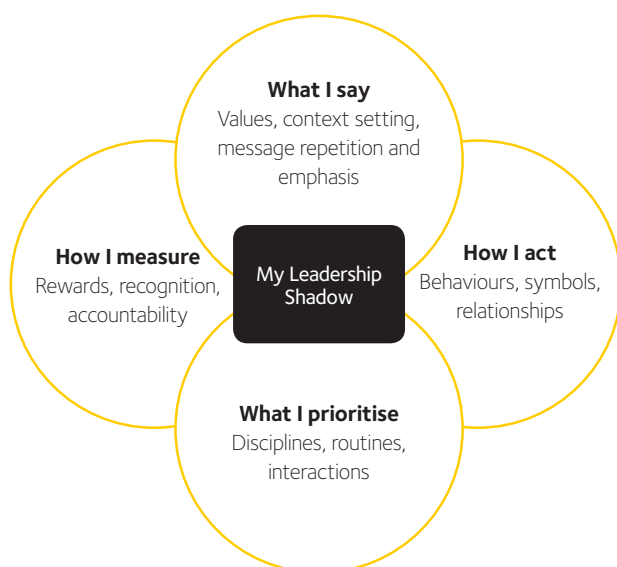 What I say
Values, context setting,
message repetition and
emphasis
How I measure
Rewards, recognition,
accountability
My Leadership
Shadow
How I act
Behaviours, symbols,
relationships
What I prioritise
Disciplines, routines,
interactions